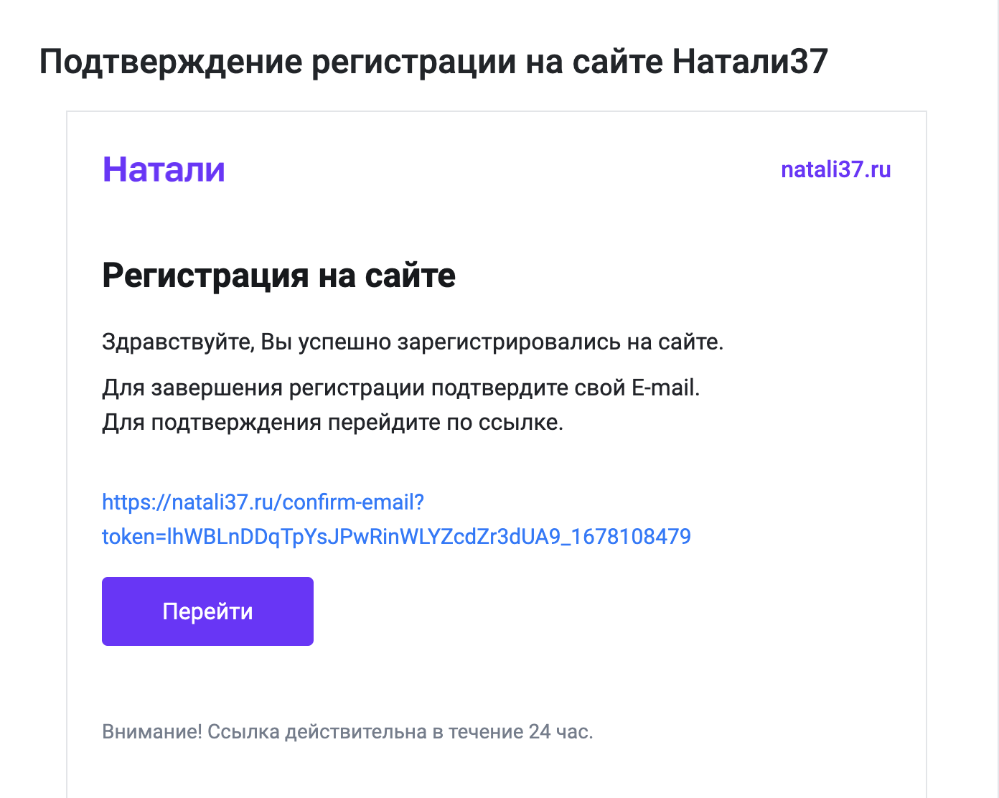 Подтверждение регистрации на сайте Натали37
Натали
natali37.ru
Регистрация на сайте
Здравствуйте, Вы успешно зарегистрировались на сайте.
Для завершения регистрации подтвердите свой E-mail.
Для подтверждения перейдите по ссылке.
https://natali37.ru/confirm-email?
token=lhWBLnDDqTpYsJPwRinWLYZcdZr3dUA9_1678108479
Перейти
Внимание! Ссылка действительна в течение 24 час.